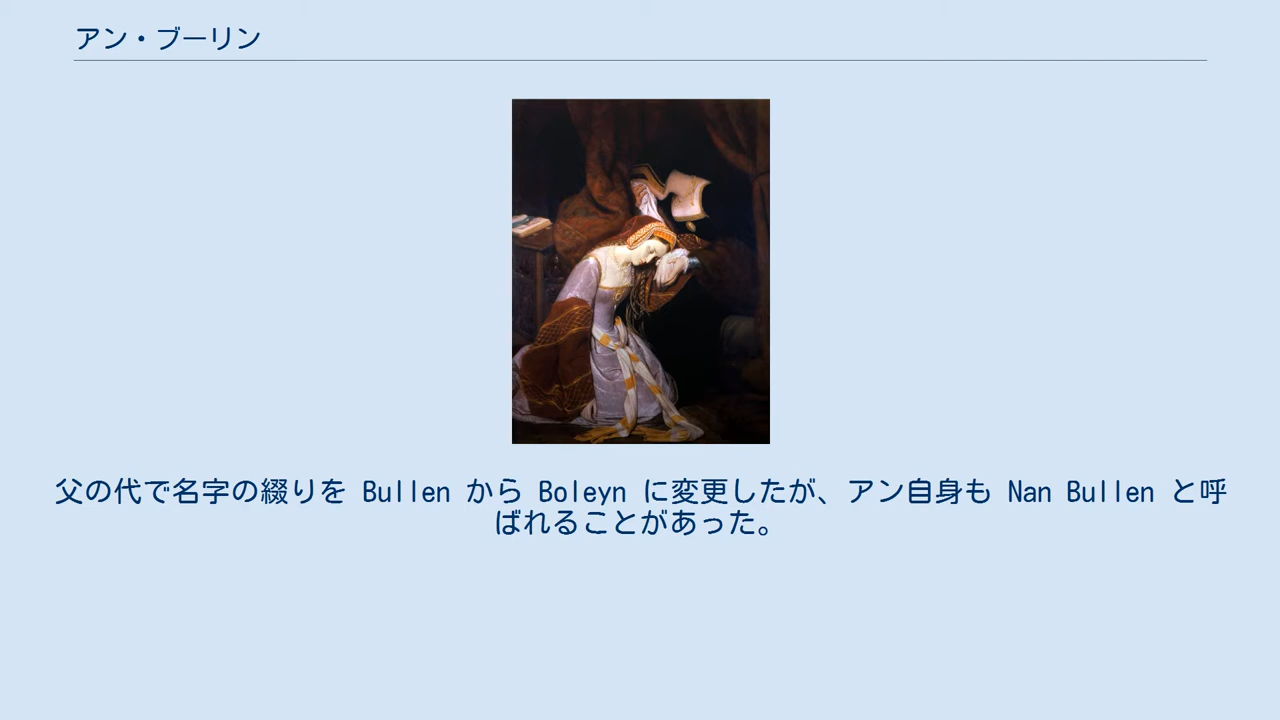 アン・ブーリン
父の代で名字の綴りを Bullen から Boleyn に変更したが、アン自身も Nan Bullen と呼
ばれることがあった。